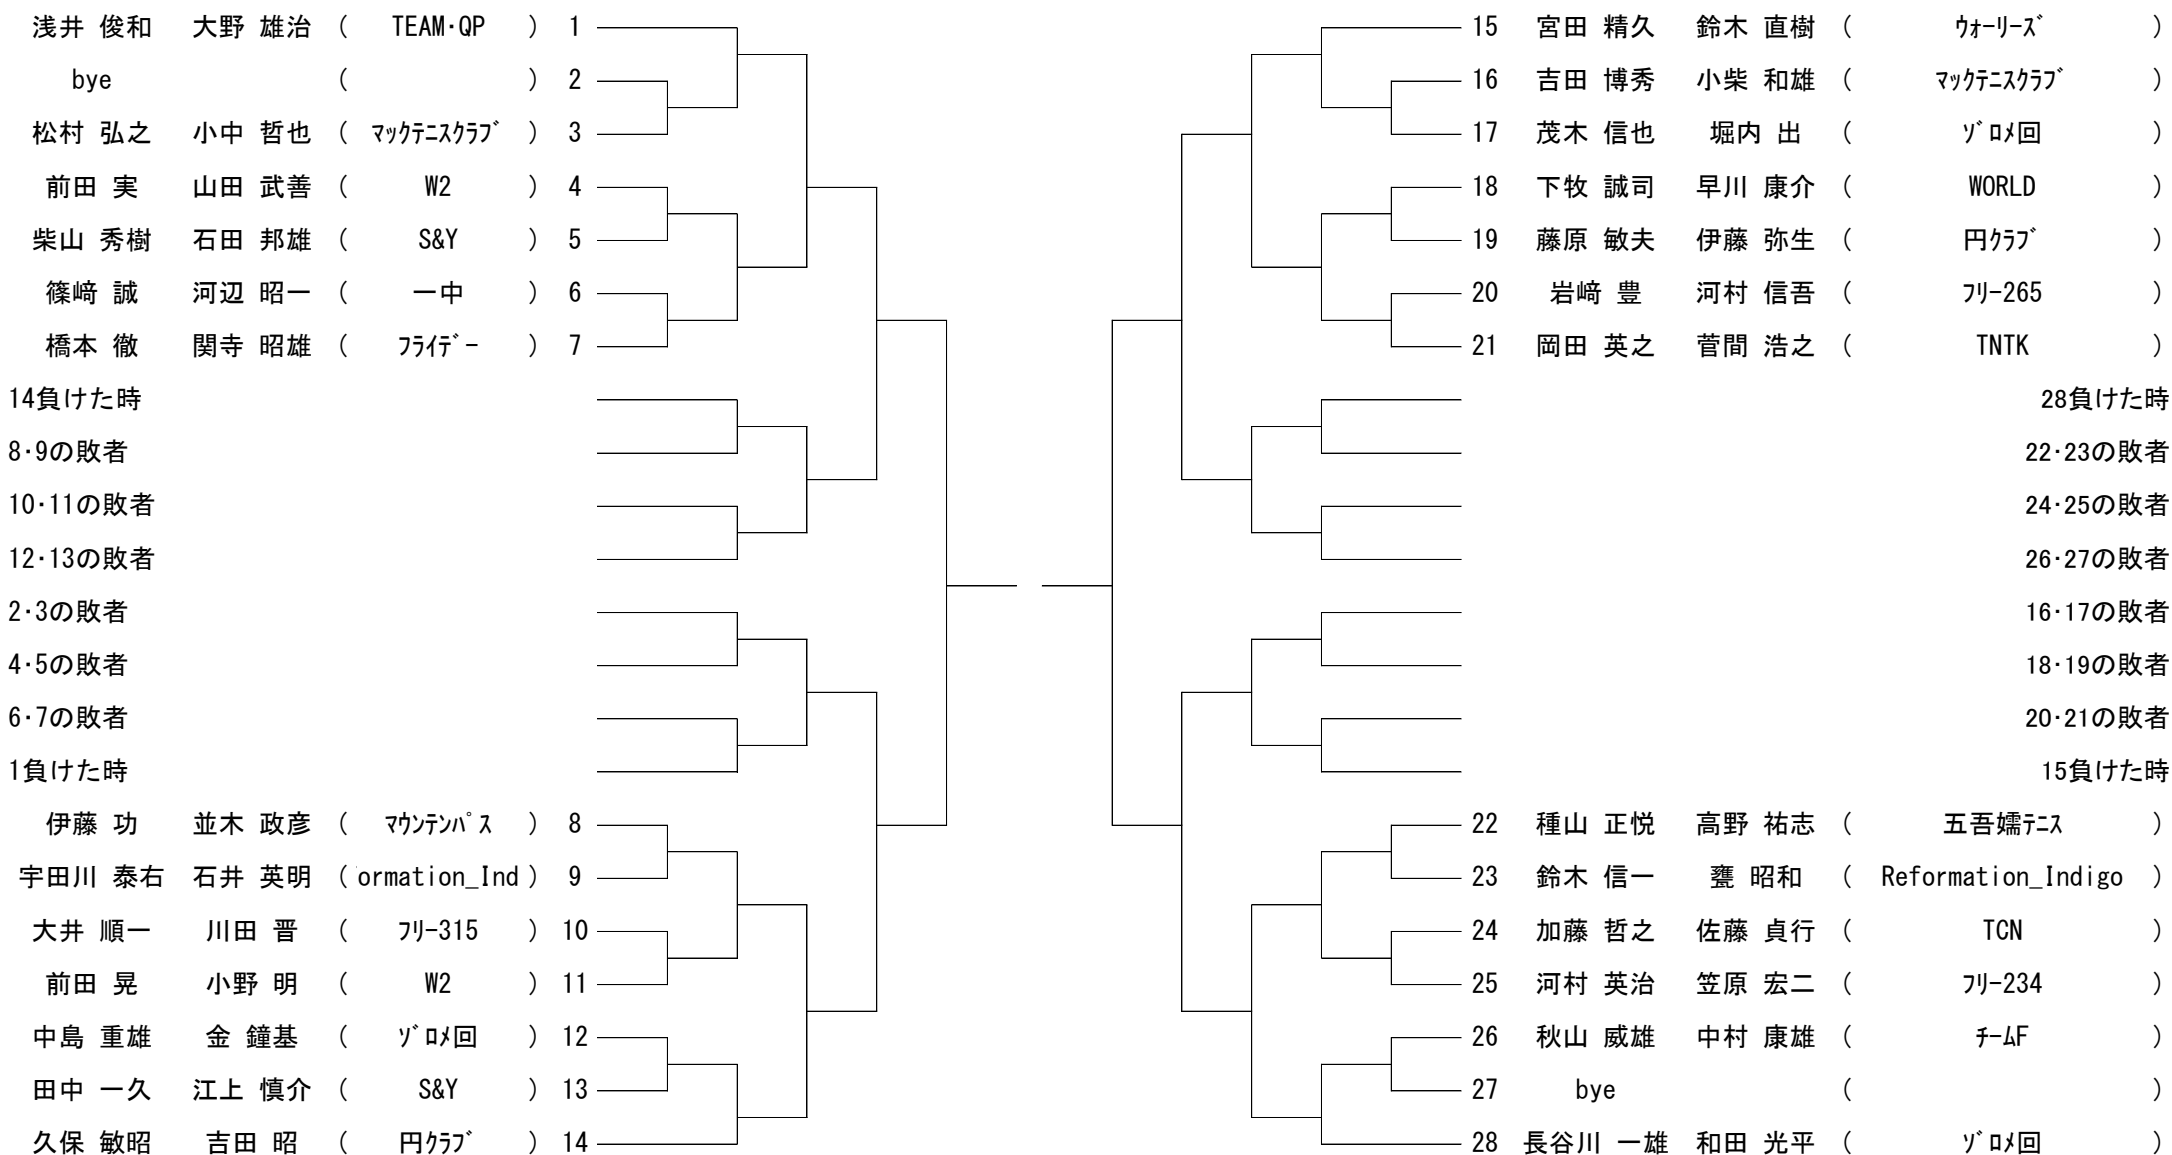 浅井 俊和 大野 雄治 ( TEAM･QP ) 1
bye ( ) 2
松村 弘之 小中 哲也 ( ﾏｯｸﾃﾆｽｸﾗﾌﾞ ) 3
前田 実 山田 武善 ( W2 ) 4
柴山 秀樹 石田 邦雄 ( S&Y ) 5
篠﨑 誠 河辺 昭一 ( 一中 ) 6
橋本 徹 関寺 昭雄 ( ﾌﾗｲﾃﾞｰ ) 7
14負けた時
8･9の敗者
10･11の敗者
12･13の敗者
2･3の敗者
4･5の敗者
6･7の敗者
1負けた時
伊藤 功 並木 政彦 ( ﾏｳﾝﾃﾝﾊﾟｽ ) 8
宇田川 泰右 石井 英明 ( ormation_Ind ) 9
大井 順一 川田 晋 ( ﾌﾘｰ315 ) 10
前田 晃 小野 明 ( W2 ) 11
中島 重雄 金 鐘基 ( ｿﾞﾛﾒ回 ) 12
田中 一久 江上 慎介 ( S&Y ) 13
久保 敏昭 吉田 昭 ( 円ｸﾗﾌﾞ ) 14
15 宮田 精久 鈴木 直樹 ( ｳｫｰﾘｰｽﾞ )
16 吉田 博秀 小柴 和雄 ( ﾏｯｸﾃﾆｽｸﾗﾌﾞ )
17 茂木 信也 堀内 出 ( ｿﾞﾛﾒ回 )
18 下牧 誠司 早川 康介 ( WORLD )
19 藤原 敏夫 伊藤 弥生 ( 円ｸﾗﾌﾞ )
20 岩﨑 豊 河村 信吾 ( ﾌﾘｰ265 )
21 岡田 英之 菅間 浩之 ( TNTK )
28負けた時
22･23の敗者
24･25の敗者
26･27の敗者
16･17の敗者
18･19の敗者
20･21の敗者
15負けた時
22 種山 正悦 高野 祐志 ( 五吾嬬ﾃﾆｽ )
23 鈴木 信一 甕 昭和 ( Reformation_Indigo )
24 加藤 哲之 佐藤 貞行 ( TCN )
25 河村 英治 笠原 宏二 ( ﾌﾘｰ234 )
26 秋山 威雄 中村 康雄 ( ﾁｰﾑF )
27 bye ( )
28 長谷川 一雄 和田 光平 ( ｿﾞﾛﾒ回 )